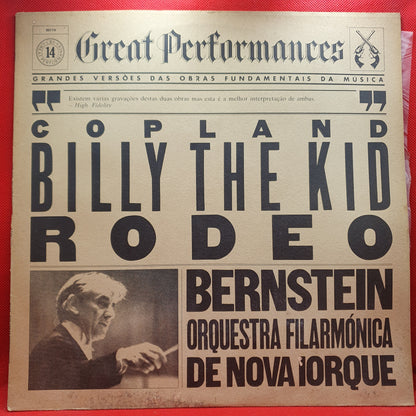 14
Great Performances
GRANDES VERSÕES DAS OBRAS FUNDAMENTAIS DA MÚSICA
"Existem várias gravações destas duas obras mas esta é a melhor interpretação de ambas.
– High Fidelity"
COPLAND
BILLY THE KID
RODEO
BERNSTEIN
ORQUESTRA FILARMÓNICA
DE NOVA IORQUE